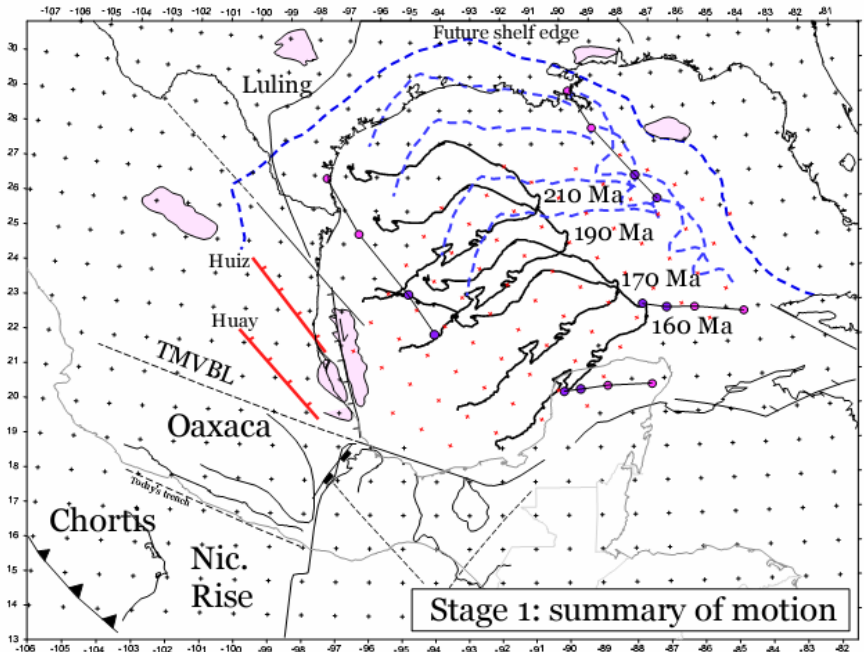 -107 -106 -105 -104 -103 -102 -101 -100 -99 -98 -97 -96 -95 -94 -93 -92 -91 -90 -89 -88 -87 -86 -85 -84 -83 -81
Future shelf edge
30
Luling
29
28
27
26
210 Ma
25
190 Ma
24
Huiz
170 Ma
23
160 Ma
Huay
22
TMVBL
21
20
Oaxaca
19
18
Today's trench
17
Chortis
16
Nic.
Rise
15
14
Stage 1: summary of motion
13
-106 -105 -104 -103 -102 -101 -100 -99 -98 -97 -96 -95 -94 -93 -92 -91 -90 -89 -88 -87 -86 -85 -84 -83 -82